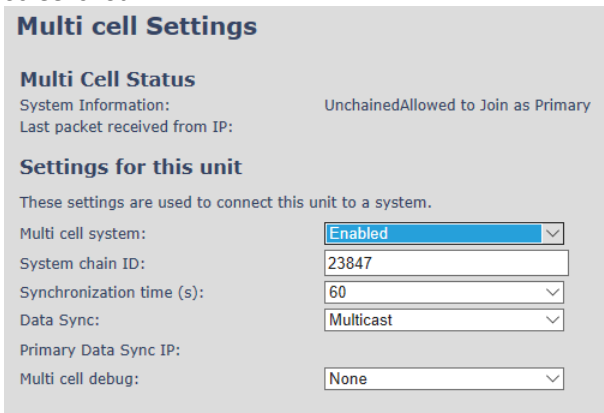 Multi cell Settings
Multi Cell Status
System Information: UnchainedAllowed to Join as Primary
Last packet received from IP:
Settings for this unit
These settings are used to connect this unit to a system.
Multi cell system: Enabled
System chain ID: 23847
Synchronization time (s): 60
Data Sync: Multicast
Primary Data Sync IP:
Multi cell debug: None